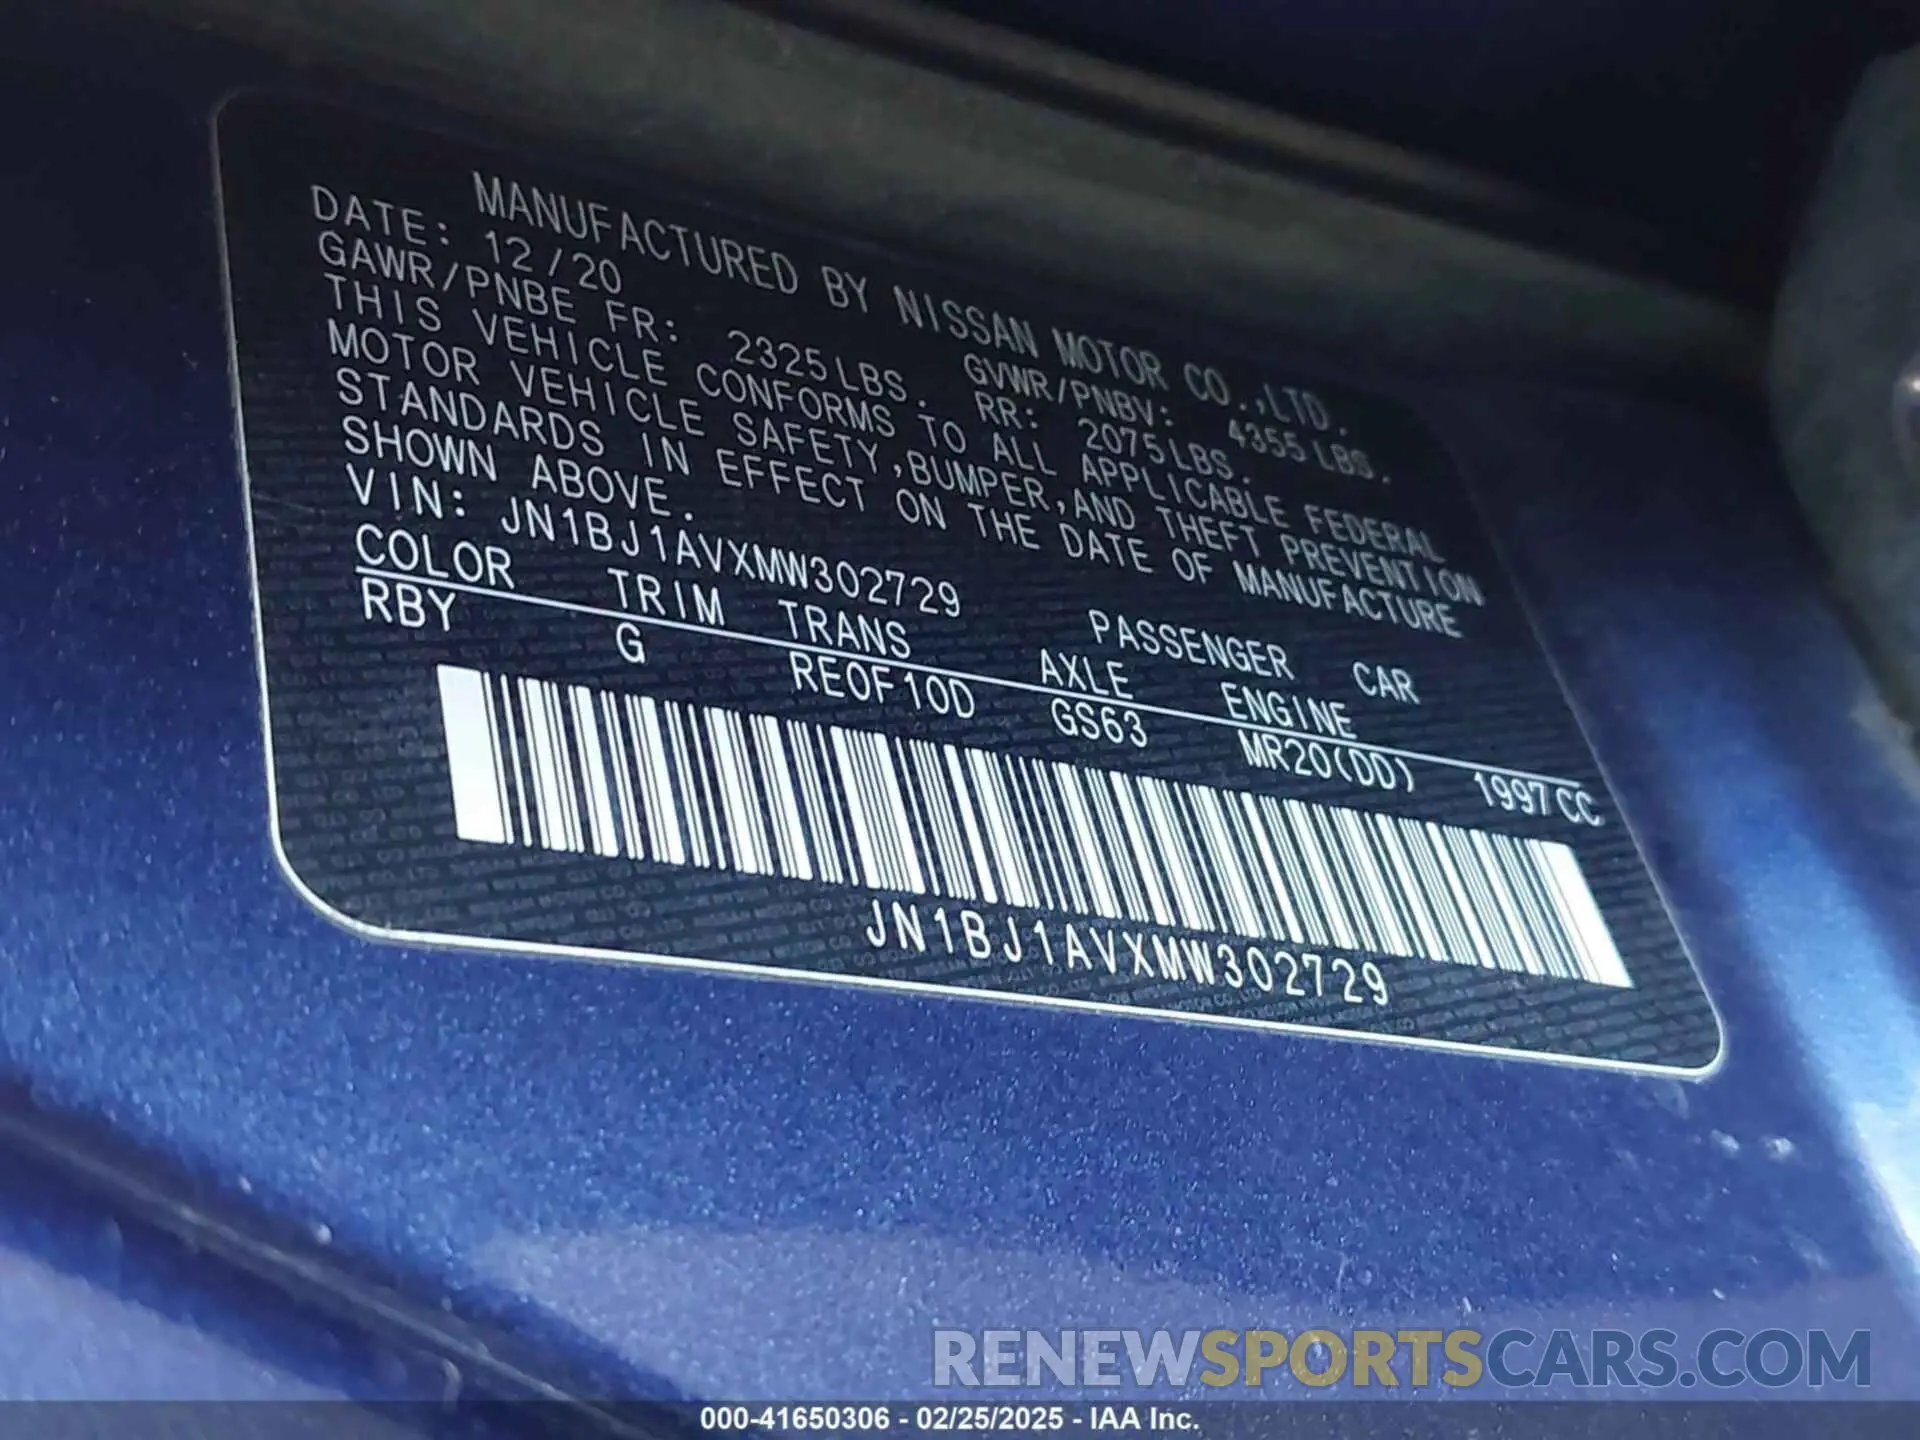 MANUFACTURED BY NISSAN MOTOR CO.,LTD.
DATE: 12/20 GVWR/PNBV: 4355LBS.
GAWR/PNBE FR: 2325LBS. RR: 2075LBS.
THIS VEHICLE CONFORMS TO ALL APPLICABLE FEDERAL
MOTOR VEHICLE SAFETY,BUMPER,AND THEFT PREVENTION
STANDARDS IN EFFECT ON THE DATE OF MANUFACTURE
SHOWN ABOVE.
VIN: JN1BJ1AVXMW302729 PASSENGER CAR
COLOR TRIM TRANS AXLE ENGINE
RBY G RE0F10D GS63 MR20(DD) 1997CC
JN1BJ1AVXMW302729
RENEWSPORTSCARS.COM
000-41650306 - 02/25/2025 - IAA Inc.